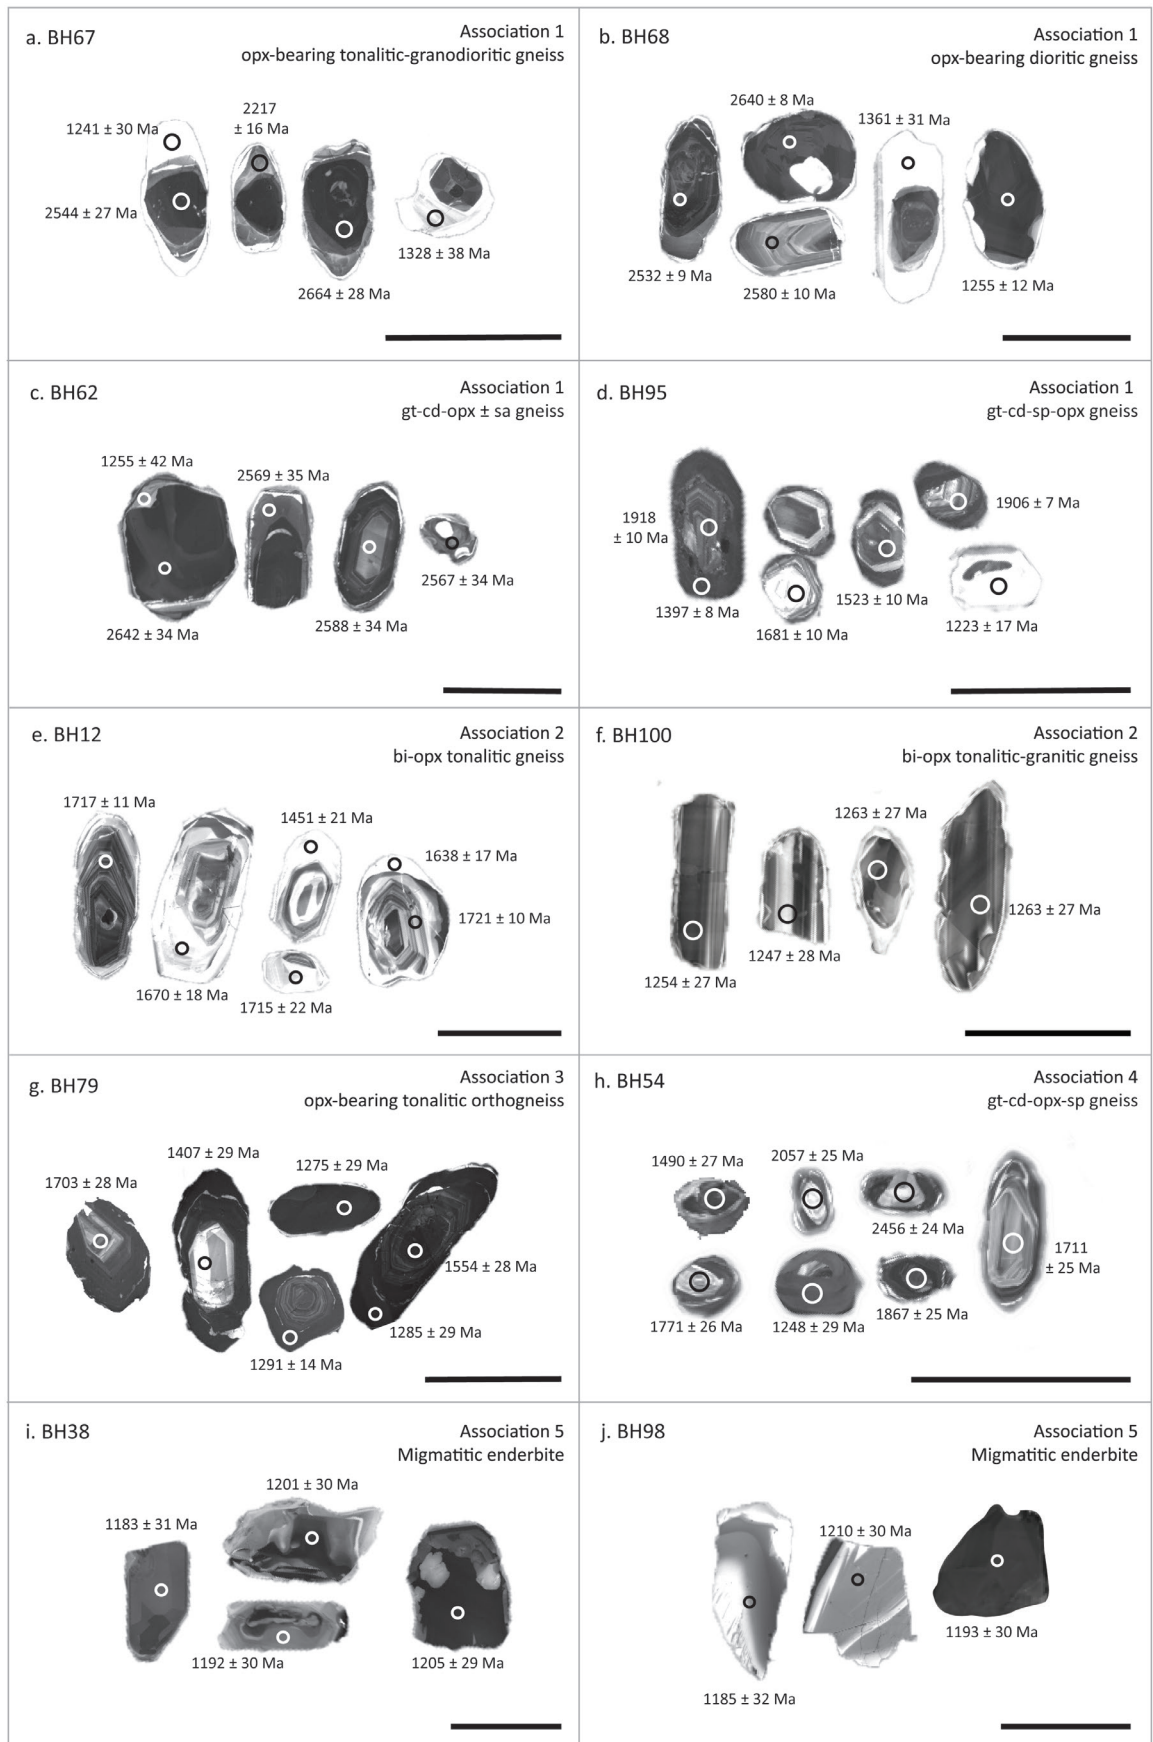 a. BH67
Association 1
opx-bearing tonalitic-granodioritic gneiss
1241 ± 30 Ma
2217
± 16 Ma
2544 ± 27 Ma
1328 ± 38 Ma
2664 ± 28 Ma
b. BH68
Association 1
opx-bearing dioritic gneiss
2640 ± 8 Ma
1361 ± 31 Ma
2532 ± 9 Ma
2580 ± 10 Ma
1255 ± 12 Ma
c. BH62
Association 1
gt-cd-opx ± sa gneiss
1255 ± 42 Ma
2569 ± 35 Ma
2567 ± 34 Ma
2588 ± 34 Ma
2642 ± 34 Ma
d. BH95
Association 1
gt-cd-sp-opx gneiss
1918
± 10 Ma
1906 ± 7 Ma
1397 ± 8 Ma
1523 ± 10 Ma
1681 ± 10 Ma
1223 ± 17 Ma
e. BH12
Association 2
bi-opx tonalitic gneiss
1717 ± 11 Ma
1451 ± 21 Ma
1638 ± 17 Ma
1721 ± 10 Ma
1670 ± 18 Ma
1715 ± 22 Ma
f. BH100
Association 2
bi-opx tonalitic-granitic gneiss
1263 ± 27 Ma
1263 ± 27 Ma
1247 ± 28 Ma
1254 ± 27 Ma
g. BH79
Association 3
opx-bearing tonalitic orthogneiss
1407 ± 29 Ma
1275 ± 29 Ma
1703 ± 28 Ma
1554 ± 28 Ma
1285 ± 29 Ma
1291 ± 14 Ma
h. BH54
Association 4
gt-cd-opx-sp gneiss
1490 ± 27 Ma
2057 ± 25 Ma
2456 ± 24 Ma
1711
± 25 Ma
1771 ± 26 Ma
1248 ± 29 Ma
1867 ± 25 Ma
i. BH38
Association 5
Migmatitic enderbite
1201 ± 30 Ma
1183 ± 31 Ma
1192 ± 30 Ma
1205 ± 29 Ma
j. BH98
Association 5
Migmatitic enderbite
1210 ± 30 Ma
1193 ± 30 Ma
1185 ± 32 Ma